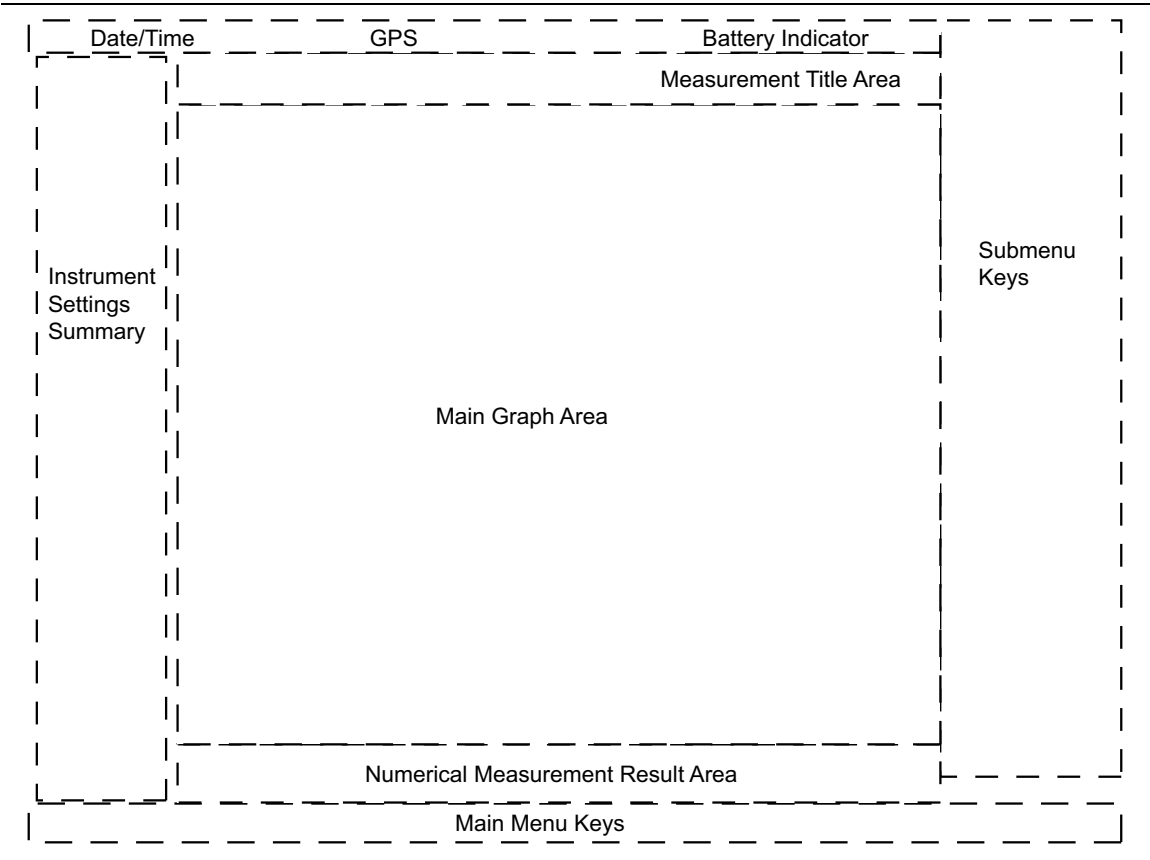 Date/Time GPS Battery Indicator
Measurement Title Area
Submenu
Keys
Instrument
Settings
Summary
Main Graph Area
Numerical Measurement Result Area
Main Menu Keys